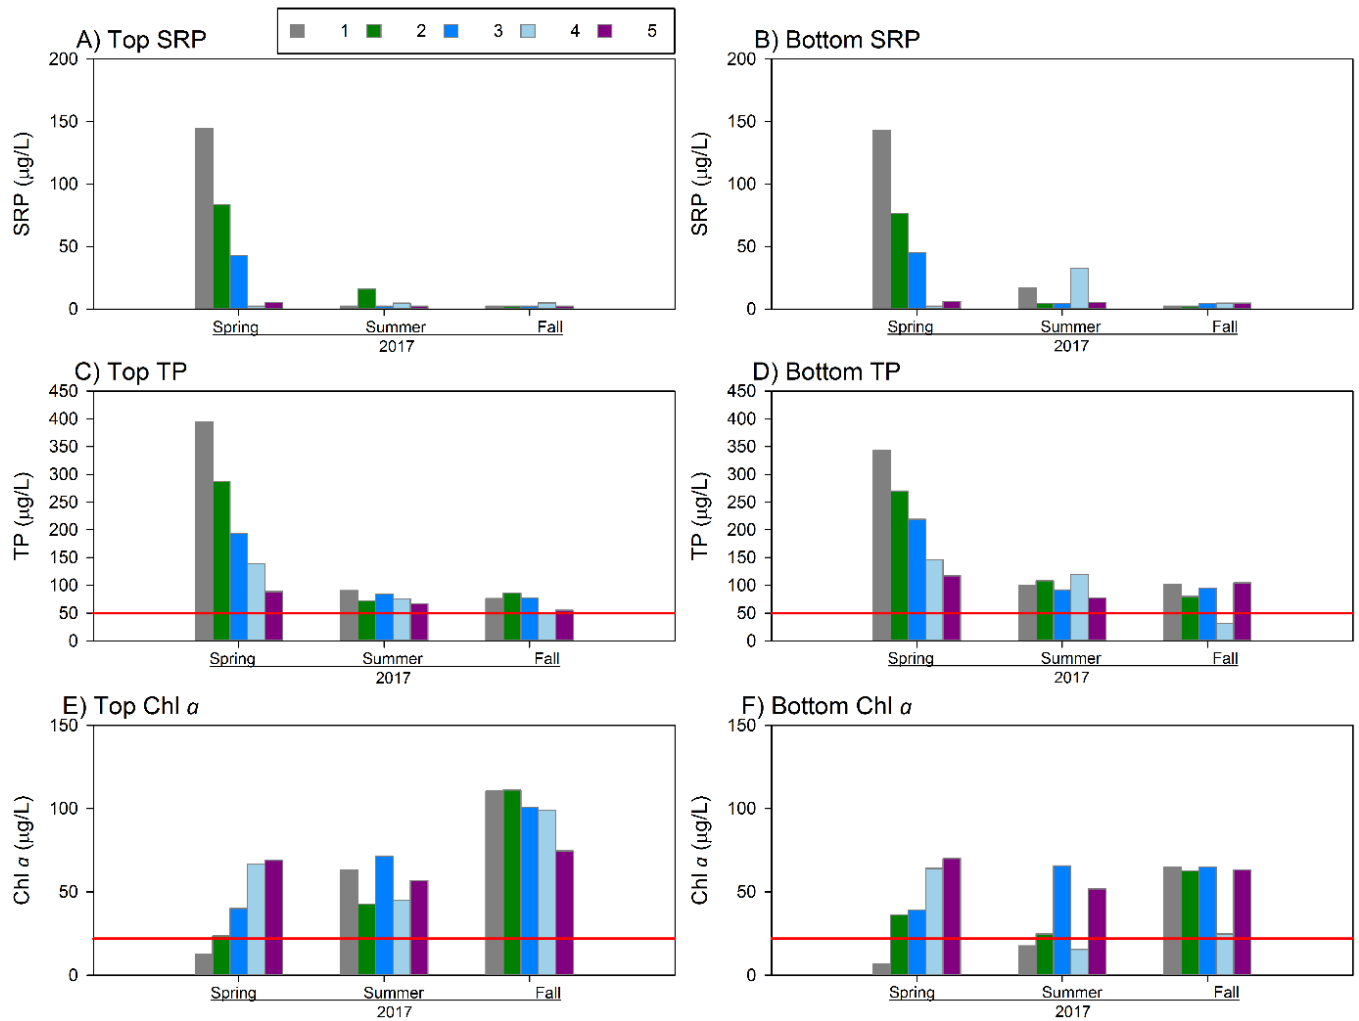 A) Top SRP
1 2 3 4 5
200
150
100
50
0
SRP (μg/L)
Spring Summer Fall
2017
B) Bottom SRP
200
150
100
50
0
SRP (μg/L)
Spring Summer Fall
2017
C) Top TP
450
400
350
300
250
200
150
100
50
0
TP (μg/L)
Spring Summer Fall
2017
D) Bottom TP
450
400
350
300
250
200
150
100
50
0
TP (μg/L)
Spring Summer Fall
2017
E) Top Chl a
150
100
50
0
Chl a (μg/L)
Spring Summer Fall
2017
F) Bottom Chl a
150
100
50
0
Chl a (μg/L)
Spring Summer Fall
2017